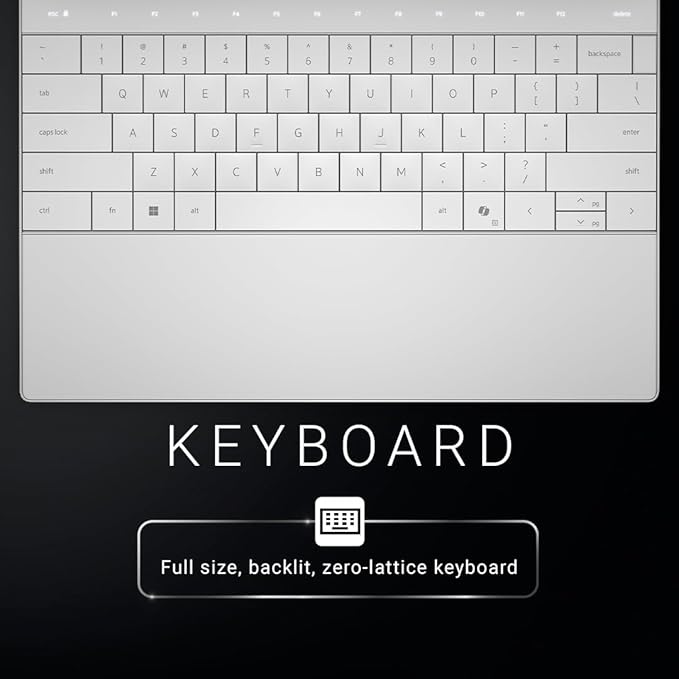 esc F1 F2 F3 F4 F5 F6 F7 F8 F9 F10 F11 F12 delete
~ ! @ # $ % ^ & * ( ) — + backspace
` 1 2 3 4 5 6 7 8 9 0 - =
tab Q W E R T Y U I O P { [ } ] | \
caps lock A S D F G H J K L : ; " ' enter
shift Z X C V B N M < , > . ? / shift
ctrl fn alt alt < ^ pg >
pg
KEYBOARD
Full size, backlit, zero-lattice keyboard